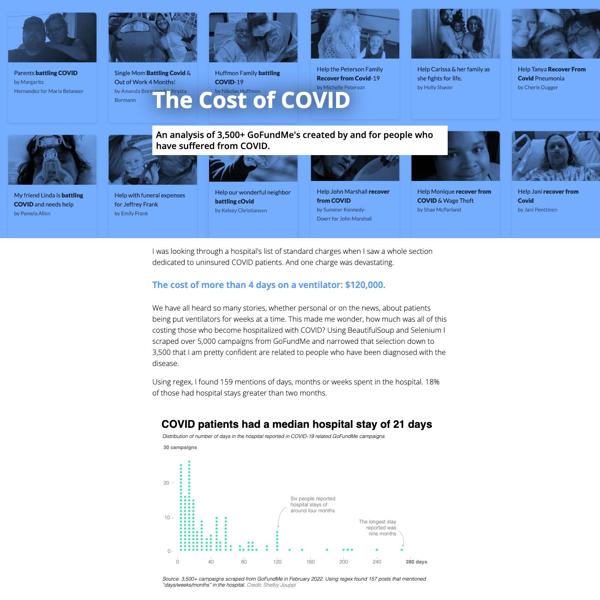 Parents battling COVID
by Margarito
Hernandez for Maria Betanser
Single Mom Battling Covid &
Out of Work 4 Months!
by Amanda
Bormann
Huffmon Family battling
COVID-19
by Nikolas Huffmon
Help the Peterson Family
Recover from Covid-19
by Michelle Peterson
Help Carissa & her family as
she fights for life.
by Holly Shaver
Help Tanya Recover From
Covid Pneumonia
by Cherie Dugger
The Cost of COVID
An analysis of 3,500+ GoFundMe's created by and for people who
have suffered from COVID.
My friend Linda is battling
COVID and needs help
by Pamela Allen
Help with funeral expenses
for Jeffrey Frank
by Emily Frank
Help our wonderful neighbor
battling cOvid
by Kelsey Christiansen
Help John Marshall recover
from COVID
by Summer Kennedy-
Doerr for John Marshall
Help Monique recover from
COVID & Wage Theft
by Shae McFarland
Help Jani recover from
Covid
by Jani Penttinen
I was looking through a hospital's list of standard charges when I saw a whole section
dedicated to uninsured COVID patients. And one charge was devastating.
The cost of more than 4 days on a ventilator: $120,000.
We have all heard so many stories, whether personal or on the news, about patients
being put ventilators for weeks at a time. This made me wonder, how much was all of this
costing those who become hospitalized with COVID? Using BeautifulSoup and Selenium I
scraped over 5,000 campaigns from GoFundMe and narrowed that selection down to
3,500 that I am pretty confident are related to people who have been diagnosed with the
disease.
Using regex, I found 159 mentions of days, months or weeks spent in the hospital. 18%
of those had hospital stays greater than two months.
COVID patients had a median hospital stay of 21 days
Distribution of number of days in the hospital reported in COVID-19 related GoFundMe campaigns
30 campaigns
20
10
0
Six people reported
hospital stays of
around four months
The longest stay
reported was
nine months
0 40 80 120 160 200 240 280 days
Source: 3,500+ campaigns scraped from GoFundMe in February 2022. Using regex found 157 posts that mentioned
"days/weeks/months" in the hospital. Credit: Shelby Jouppi